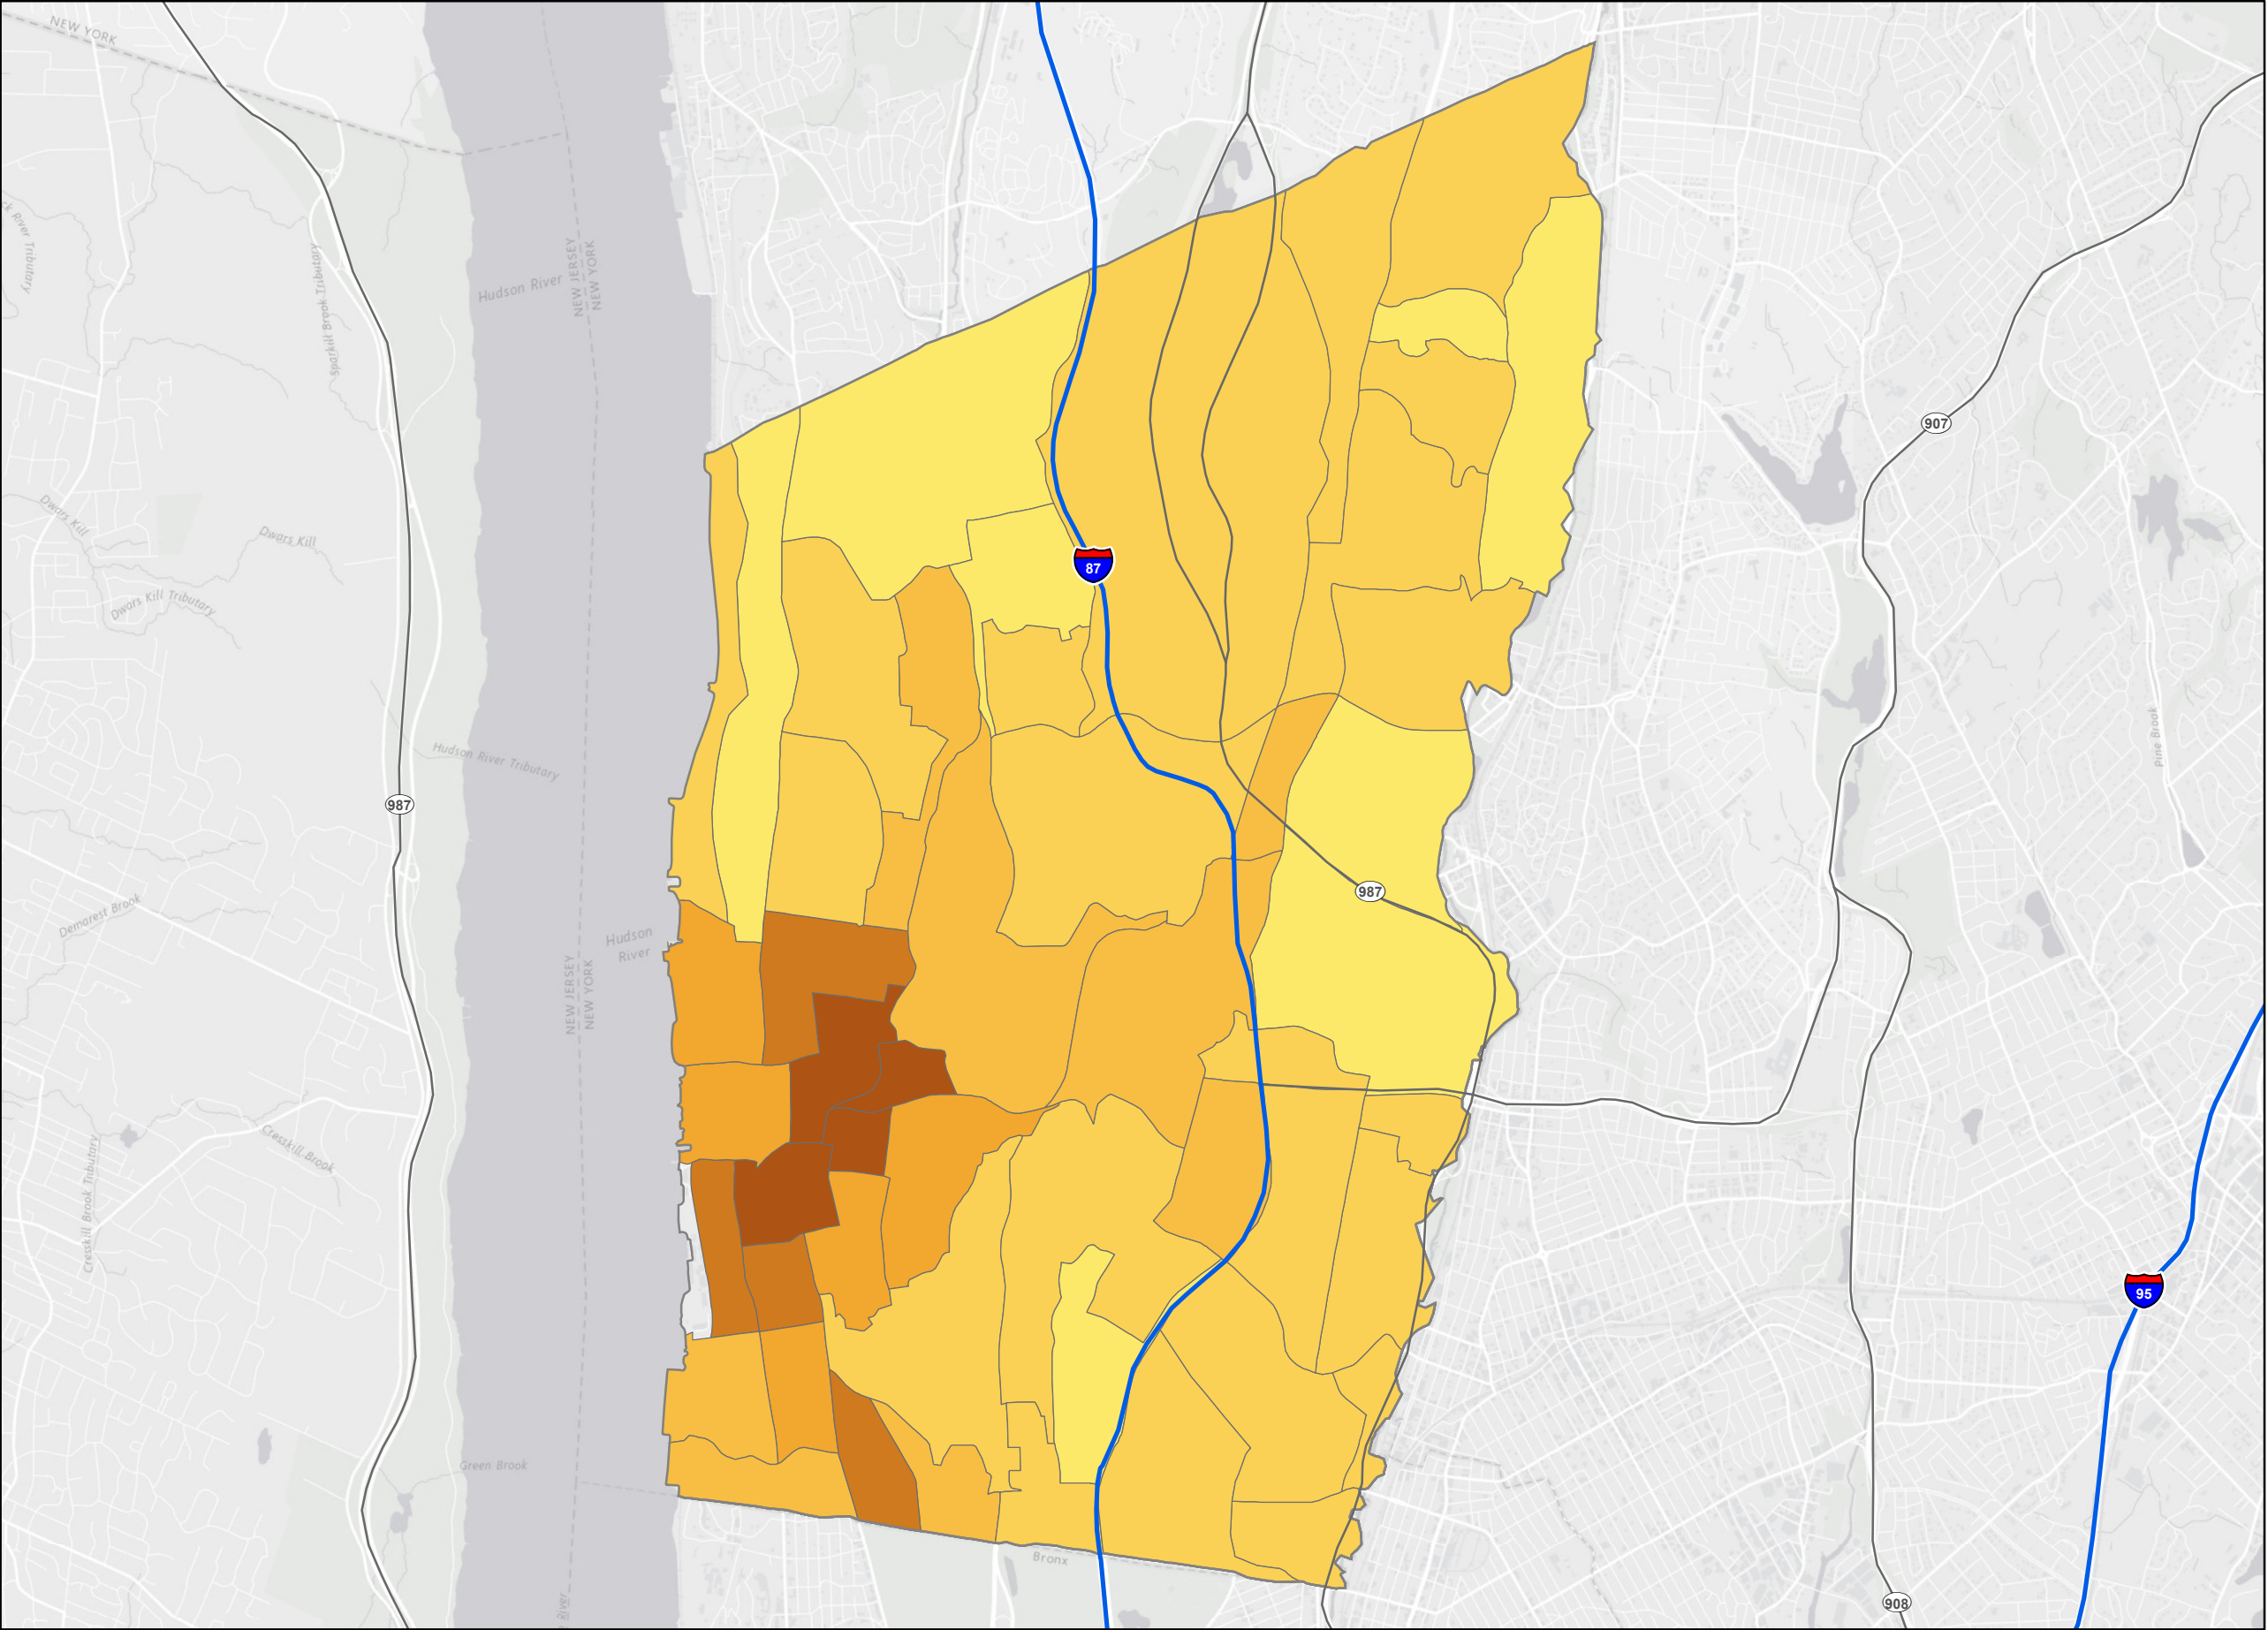 NEW YORK
ck River Tributary
Sparkill Brook Tributary
Hudson River
NEW JERSEY
NEW YORK
907
Dwars Kill
Dwars Kill
87
Dwars Kill Tributary
Hudson River Tributary
Pine Brook
987
987
Demarest Brook
Hudson
River
NEW JERSEY
NEW YORK
Cresskill Brook
Cresskill Brook Tributary
95
Green Brook
Bronx
River
908